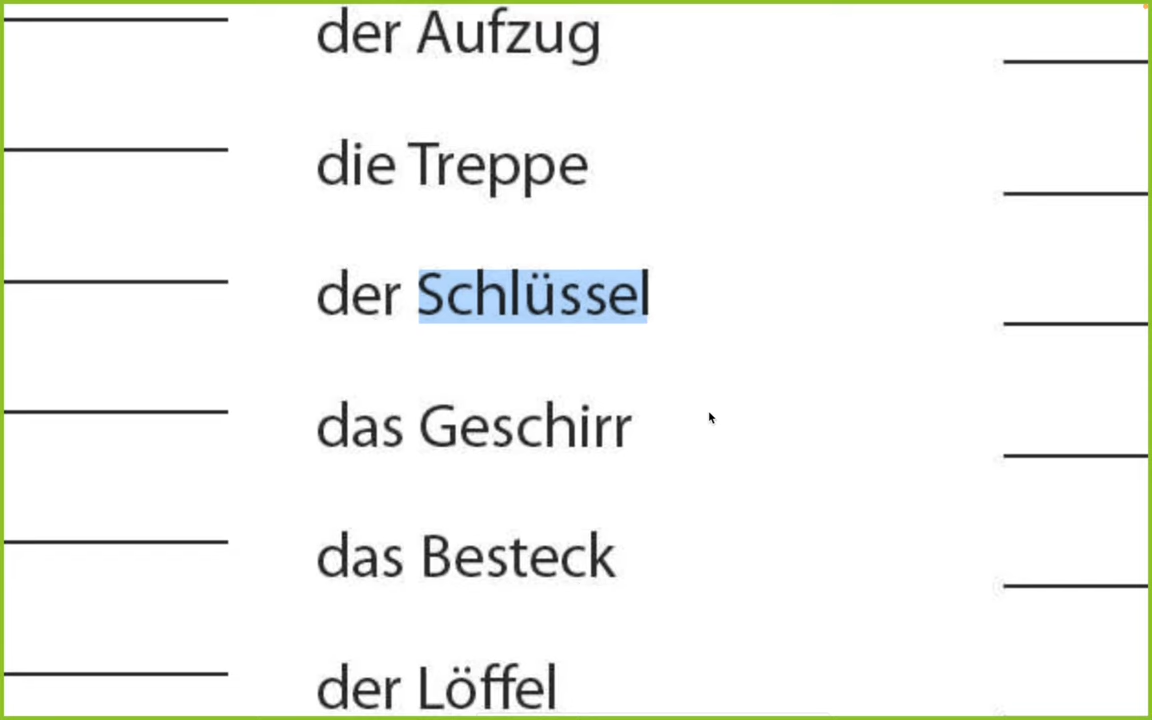 der Aufzug
die Treppe
der Schlüssel
das Geschirr
das Besteck
der Löffel